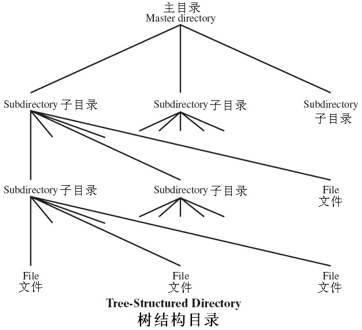 主目录
Master directory
Subdirectory 子目录
Subdirectory 子目录
Subdirectory
子目录
Subdirectory 子目录
Subdirectory 子目录
File
文件
File
文件
File
文件
File
文件
Tree-Structured Directory
树结构目录